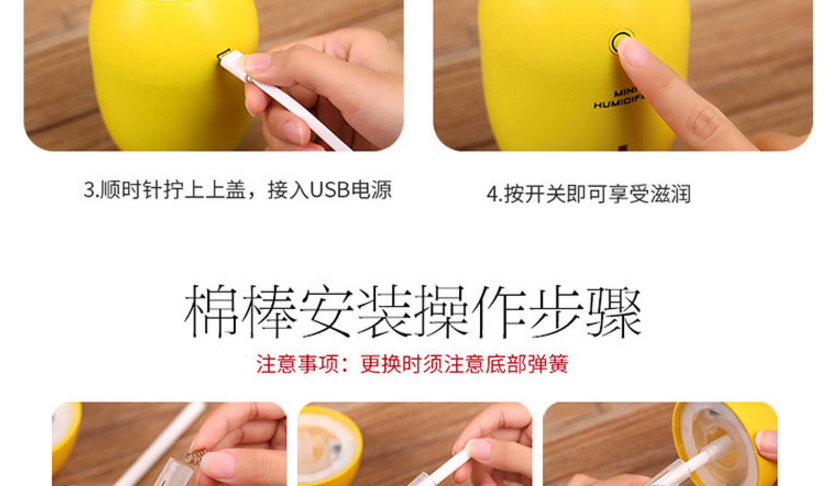 MINI
3.顺时针拧上上盖，接入USB电源
4.按开关即可享受滋润
棉棒安装操作步骤
注意事项：更换时须注意底部弹簧